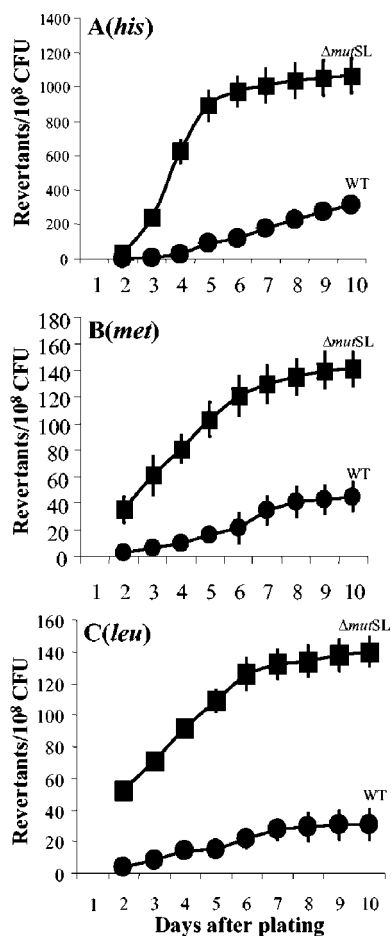 A(his)
Revertants/10⁸ CFU
1400
1200
1000
800
600
400
200
0
ΔmutSL
WT
1 2 3 4 5 6 7 8 9 10
B(met)
Revertants/10⁸ CFU
180
160
140
120
100
80
60
40
20
0
ΔmutSL
WT
1 2 3 4 5 6 7 8 9 10
C(leu)
Revertants/10⁸ CFU
160
140
120
100
80
60
40
20
0
ΔmutSL
WT
1 2 3 4 5 6 7 8 9 10
Days after plating